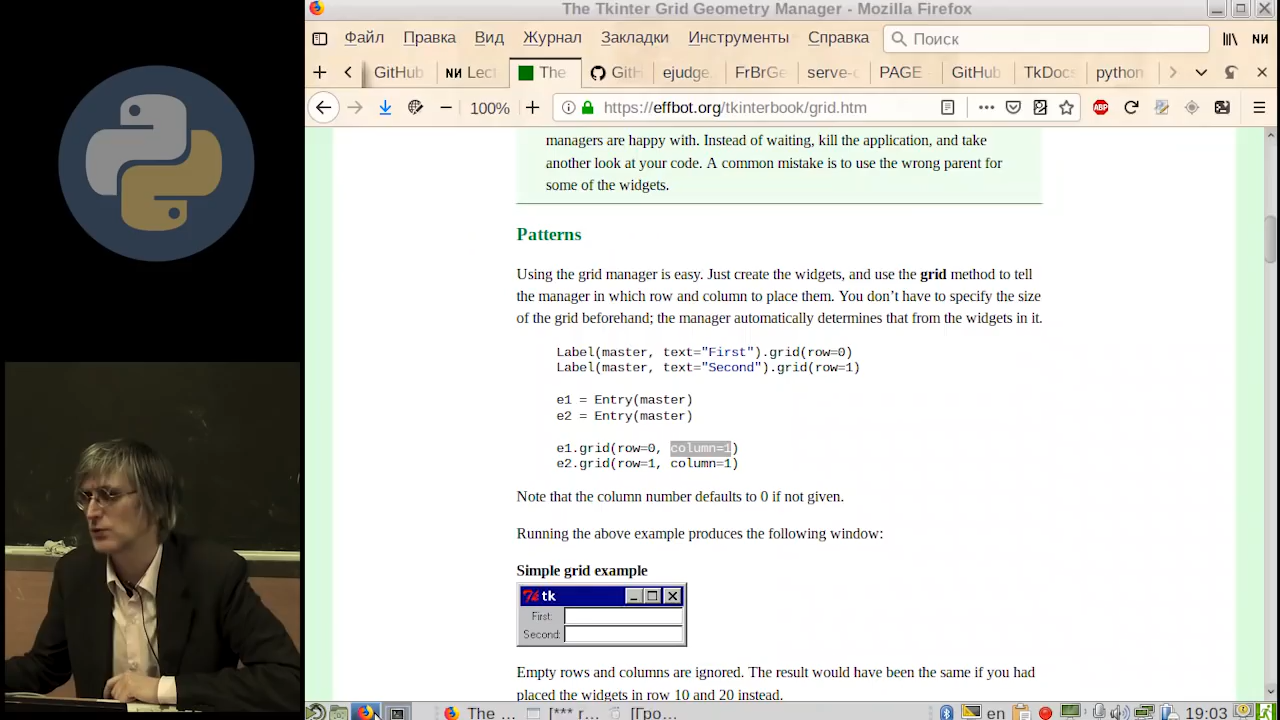 The Tkinter Grid Geometry Manager - Mozilla Firefox
Файл Правка Вид Журнал Закладки Инструменты Справка Поиск
GitHub Lect The GitH ejudge. FrBrGe serve-c PAGE GitHub TkDocs python
100% https://effbot.org/tkinterbook/grid.htm
managers are happy with. Instead of waiting, kill the application, and take
another look at your code. A common mistake is to use the wrong parent for
some of the widgets.
Patterns
Using the grid manager is easy. Just create the widgets, and use the grid method to tell
the manager in which row and column to place them. You don’t have to specify the size
of the grid beforehand; the manager automatically determines that from the widgets in it.
Label(master, text="First").grid(row=0)
Label(master, text="Second").grid(row=1)
e1 = Entry(master)
e2 = Entry(master)
e1.grid(row=0, column=1)
e2.grid(row=1, column=1)
Note that the column number defaults to 0 if not given.
Running the above example produces the following window:
Simple grid example
tk
First:
Second:
Empty rows and columns are ignored. The result would have been the same if you had
placed the widgets in row 10 and 20 instead.
The ... [*** r... [Гро... en 19:03